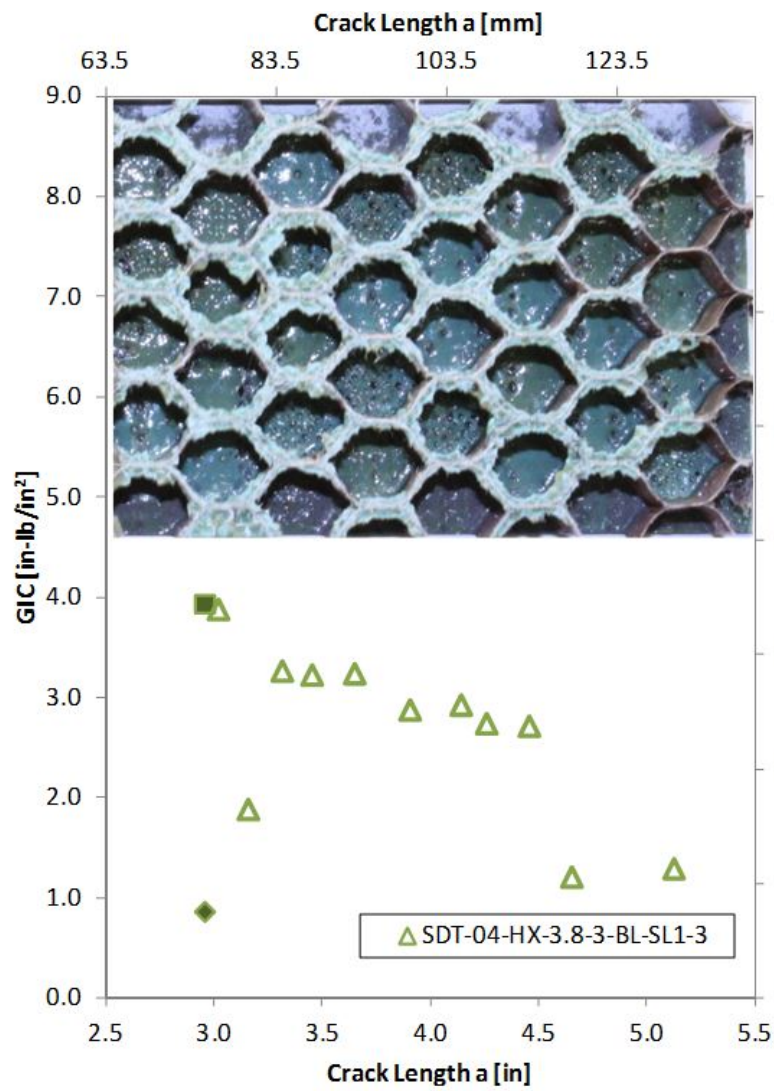 Crack Length a [mm]
63.5 83.5 103.5 123.5
9.0
8.0
7.0
6.0
5.0
4.0
3.0
2.0
1.0
0.0
GIC [in-lb/in²]
SDT-04-HX-3.8-3-BL-SL1-3
2.5 3.0 3.5 4.0 4.5 5.0 5.5
Crack Length a [in]